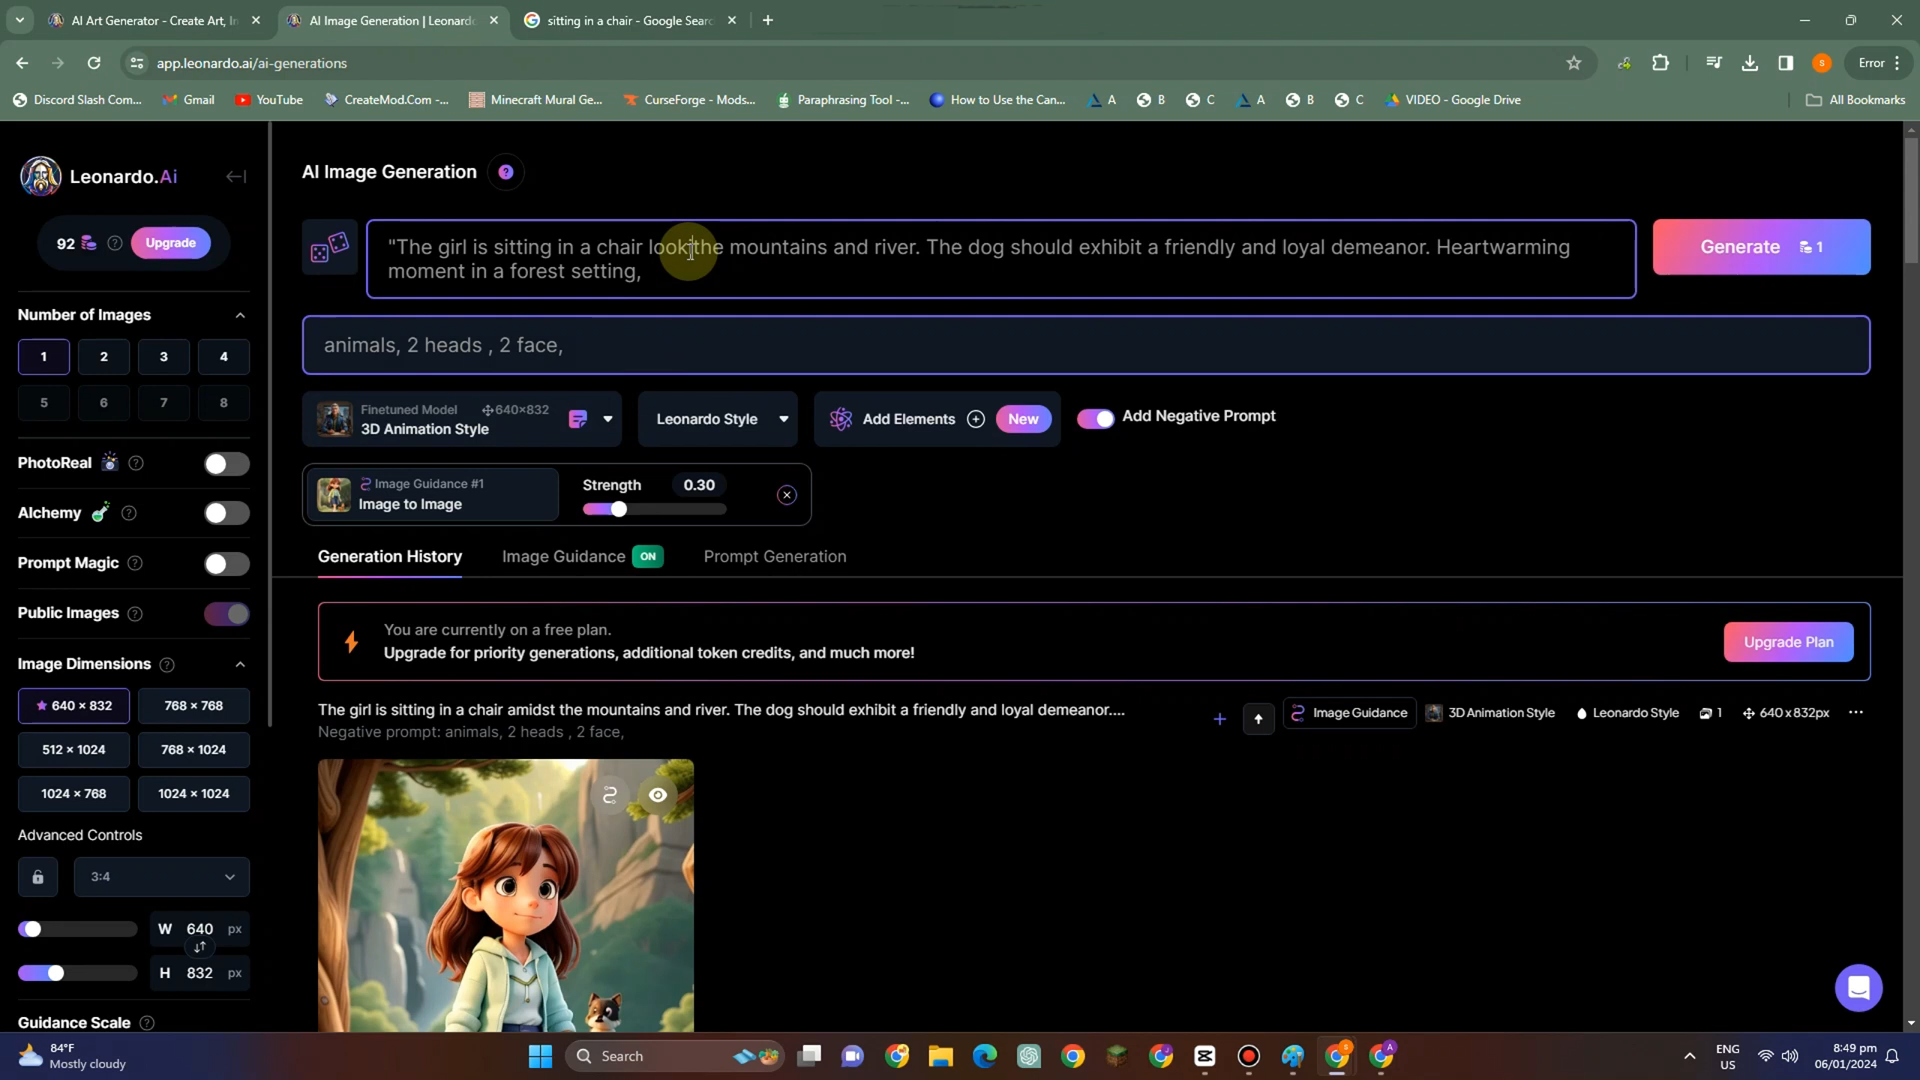 AI Art Generator - Create Art, In
AI Image Generation | Leonardo
sitting in a chair - Google Searc
app.leonardo.ai/ai-generations
S
Error
Discord Slash Com...
Gmail
YouTube
CreateMod.Com -...
Minecraft Mural Ge...
CurseForge - Mods...
Paraphrasing Tool -...
How to Use the Can...
A
B
C
A
B
C
VIDEO - Google Drive
All Bookmarks
Leonardo.Ai
92
Upgrade
AI Image Generation
"The girl is sitting in a chair look the mountains and river. The dog should exhibit a friendly and loyal demeanor. Heartwarming
moment in a forest setting,
Generate 1
animals, 2 heads , 2 face,
Number of Images
1 2 3 4
5 6 7 8
Finetuned Model 640×832
3D Animation Style
Leonardo Style
Add Elements New
Add Negative Prompt
PhotoReal
Alchemy
Prompt Magic
Public Images
Image Guidance #1
Image to Image
Strength 0.30
Generation History
Image Guidance ON
Prompt Generation
You are currently on a free plan.
Upgrade for priority generations, additional token credits, and much more!
Upgrade Plan
Image Dimensions
640 × 832
768 × 768
512 × 1024
768 × 1024
1024 × 768
1024 × 1024
The girl is sitting in a chair amidst the mountains and river. The dog should exhibit a friendly and loyal demeanor....
Negative prompt: animals, 2 heads , 2 face,
Image Guidance
3D Animation Style
Leonardo Style
1
640 x 832px
Advanced Controls
3:4
W 640 px
H 832 px
Guidance Scale
84°F
Mostly cloudy
Search
ENG
US
8:49 pm
06/01/2024